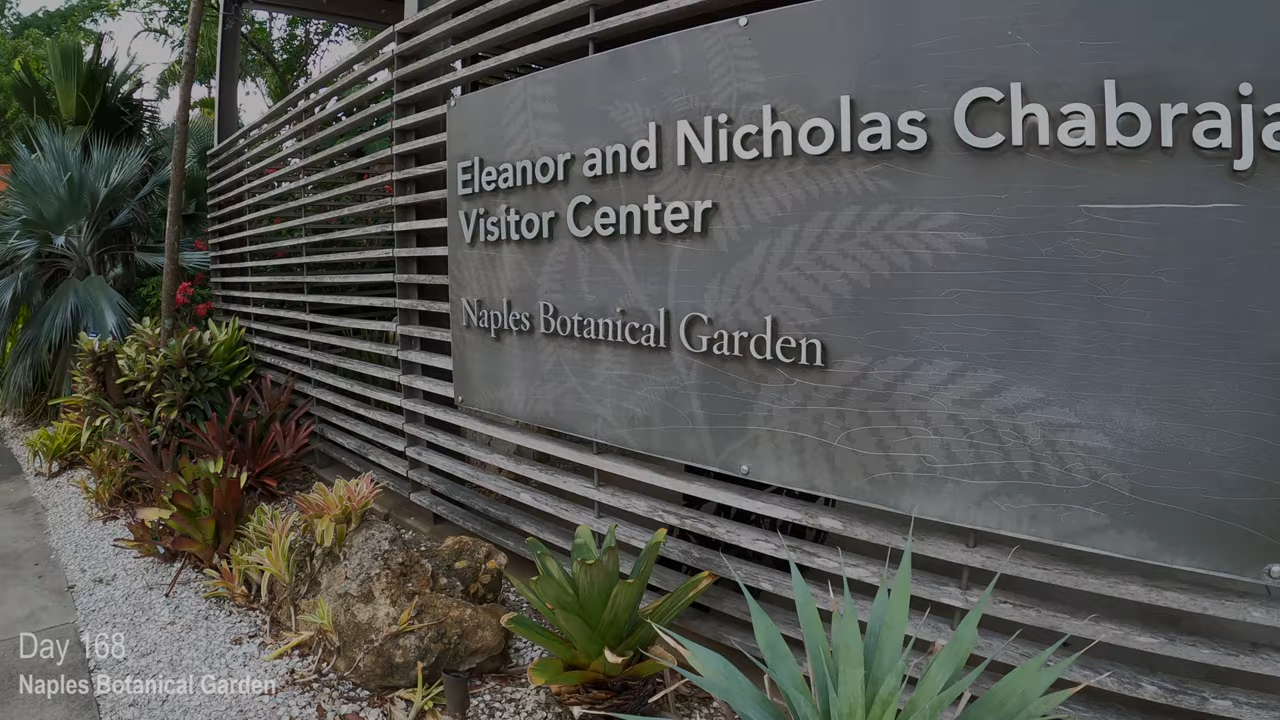 Eleanor and Nicholas Chabraja
Visitor Center
Naples Botanical Garden
Day 168
Naples Botanical Garden